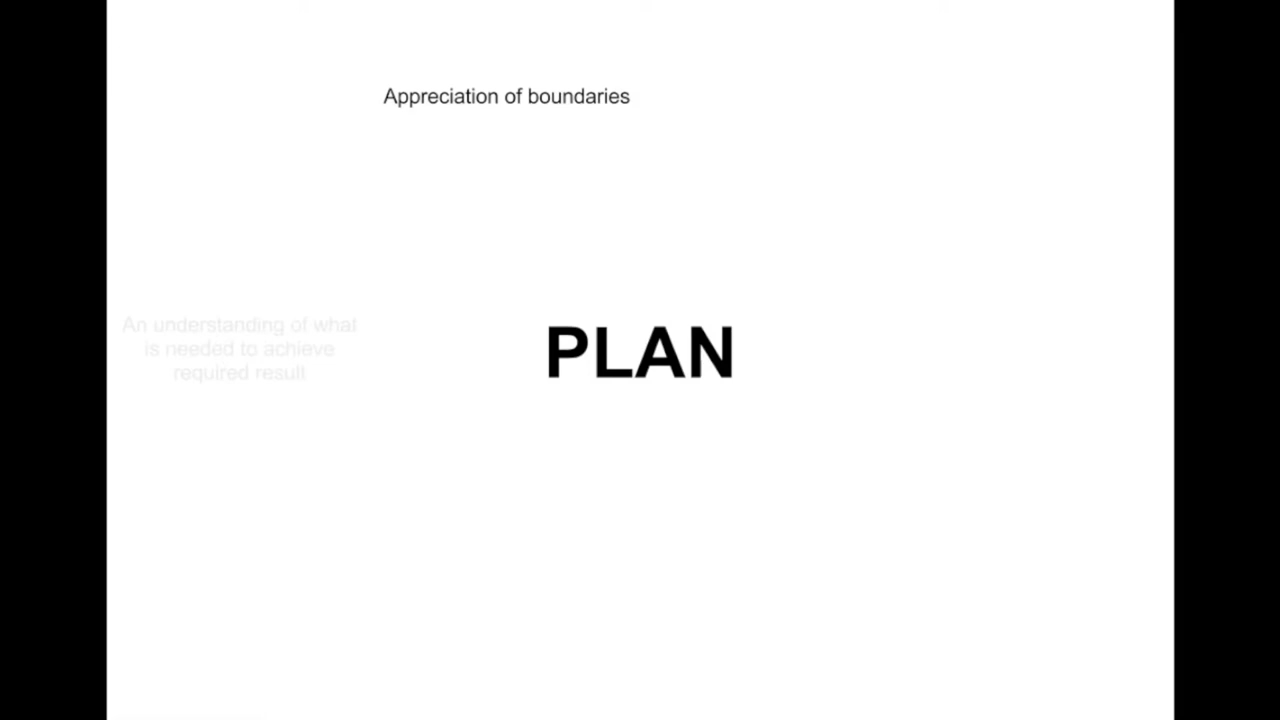 Appreciation of boundaries
An understanding of what
is needed to achieve
required result
PLAN